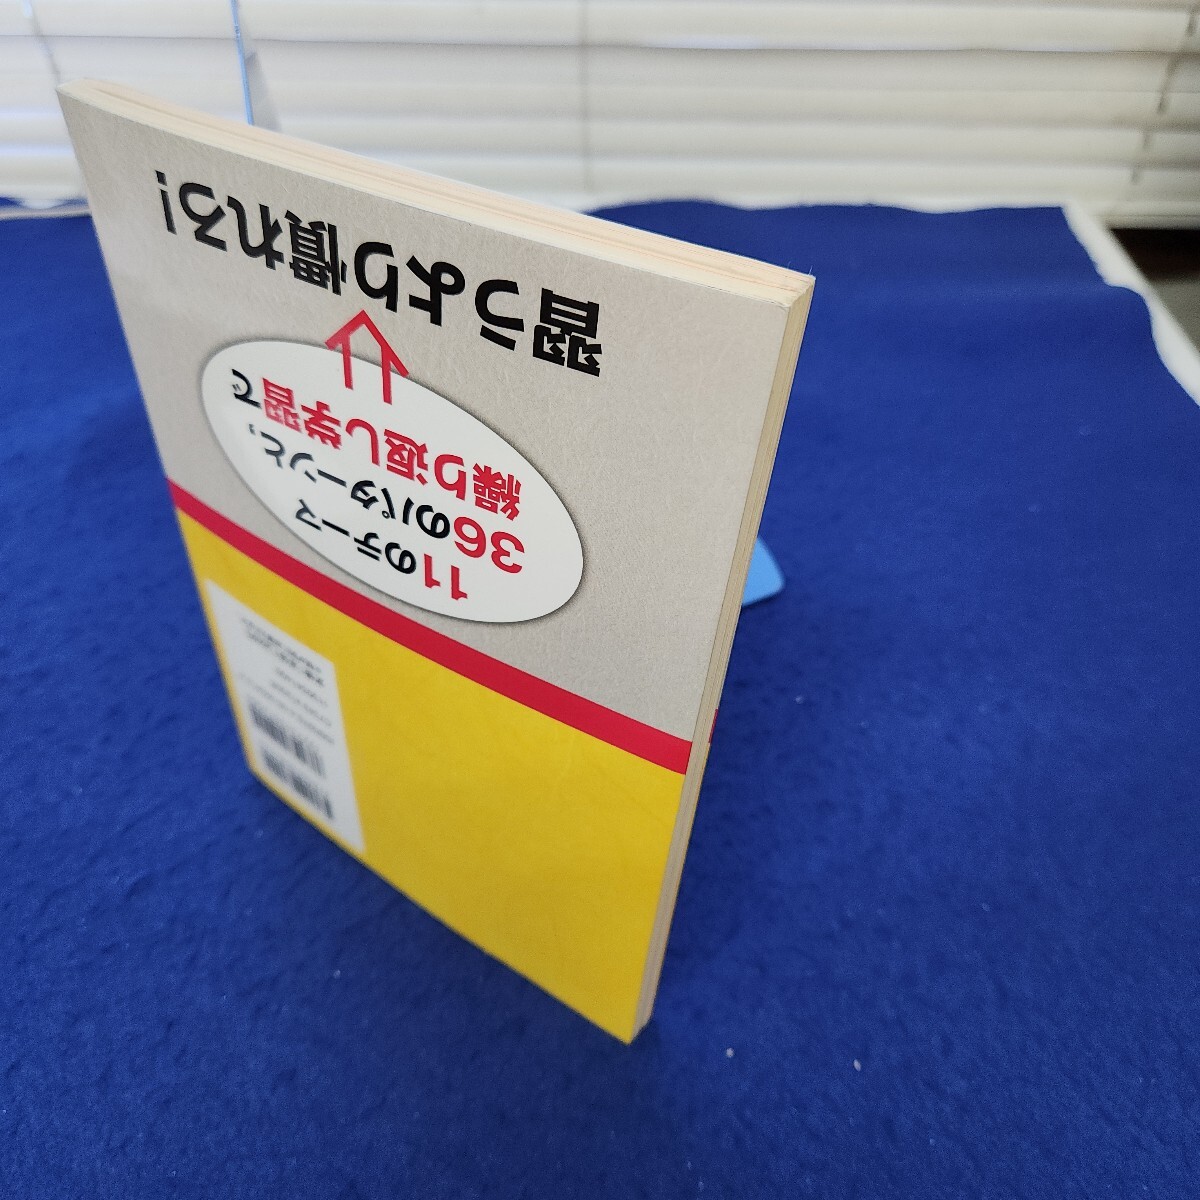 11のテーマ
36のパターンと、
繰り返し学習で
習うより慣れろ!